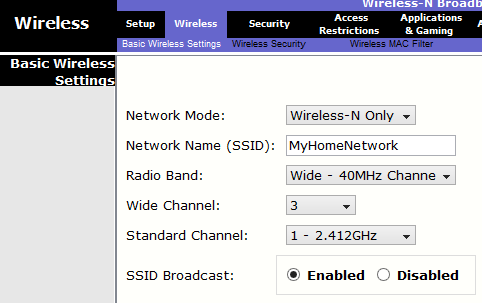 Wireless-N Broadb
Wireless
Setup Wireless Security Access Restrictions Applications & Gaming
Basic Wireless Settings Wireless Security Wireless MAC Filter
Basic Wireless
Settings
Network Mode: Wireless-N Only
Network Name (SSID): MyHomeNetwork
Radio Band: Wide - 40MHz Channe
Wide Channel: 3
Standard Channel: 1 - 2.412GHz
SSID Broadcast: Enabled Disabled